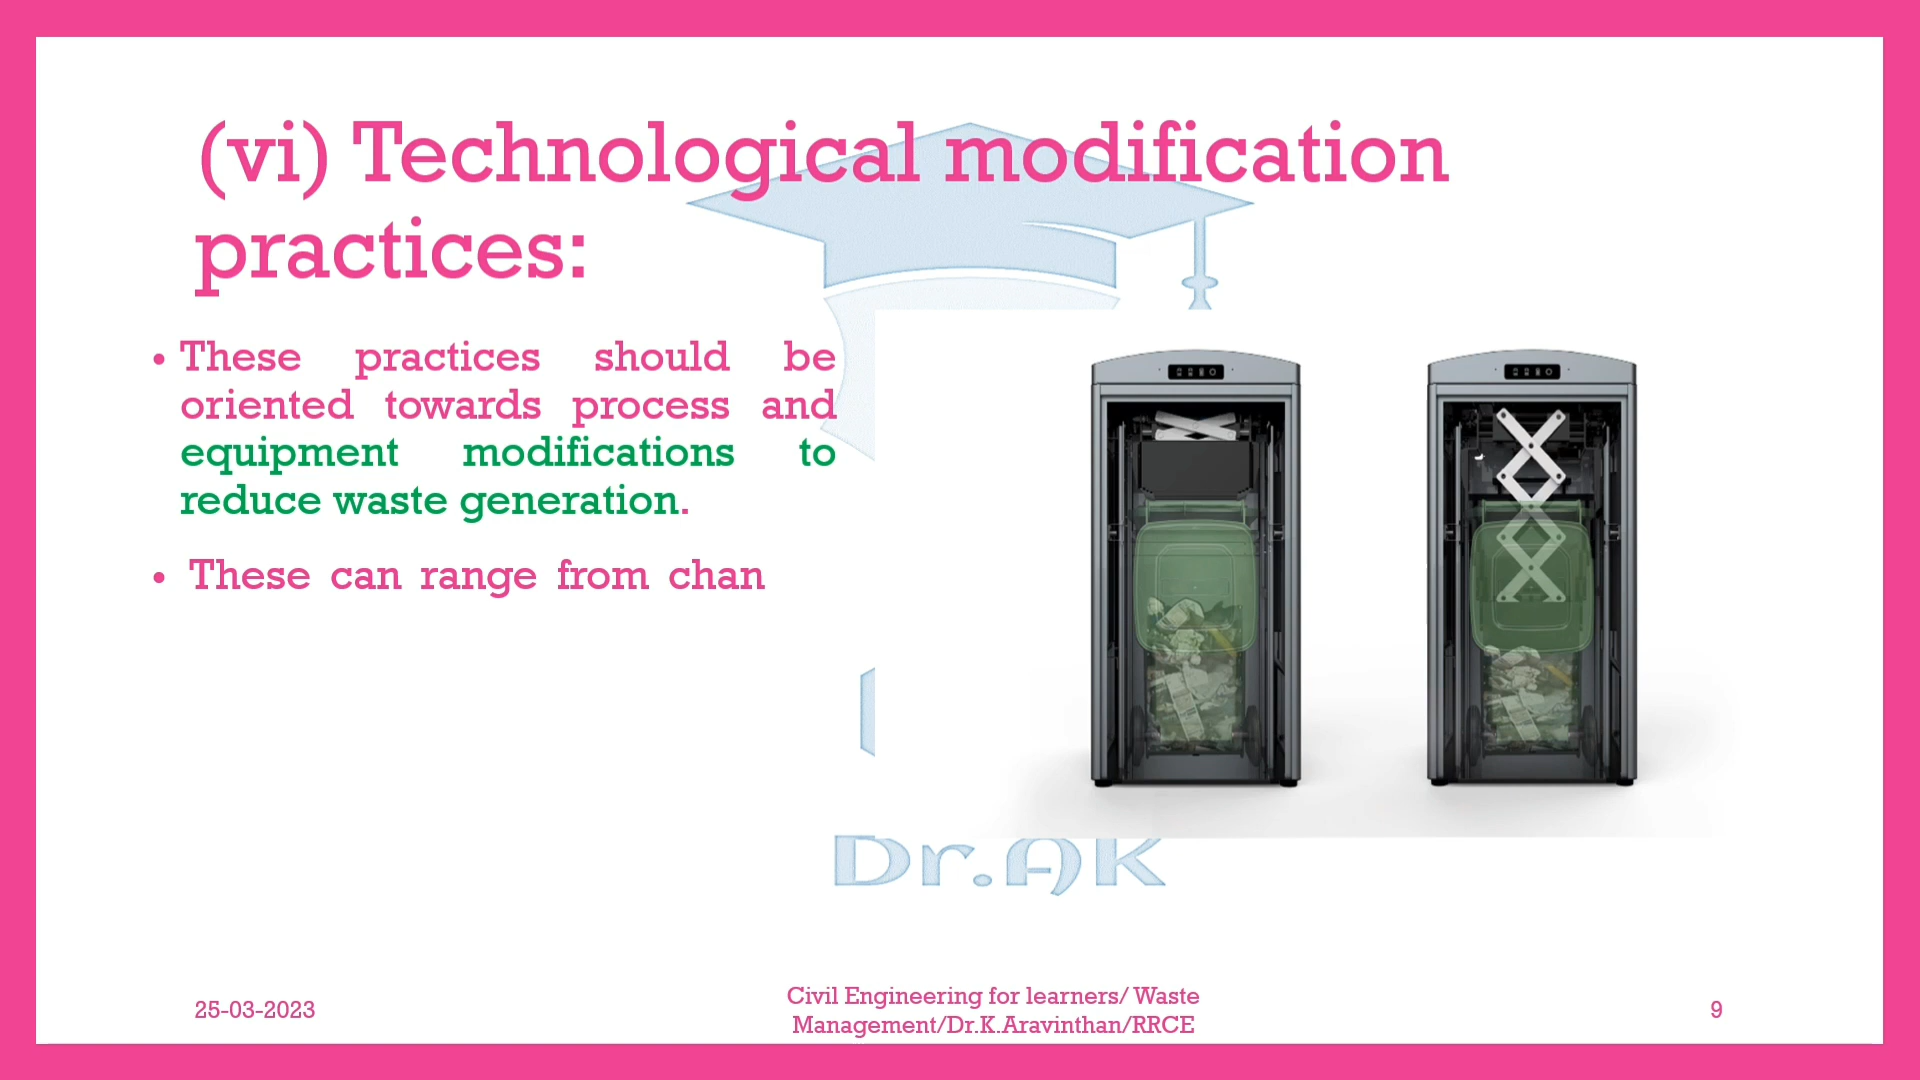 (vi) Technological modification
practices:
• These practices should be
oriented towards process and
equipment modifications to
reduce waste generation.
• These can range from chan
Dr.AK
25-03-2023
Civil Engineering for learners/ Waste
Management/Dr.K.Aravinthan/RRCE
9